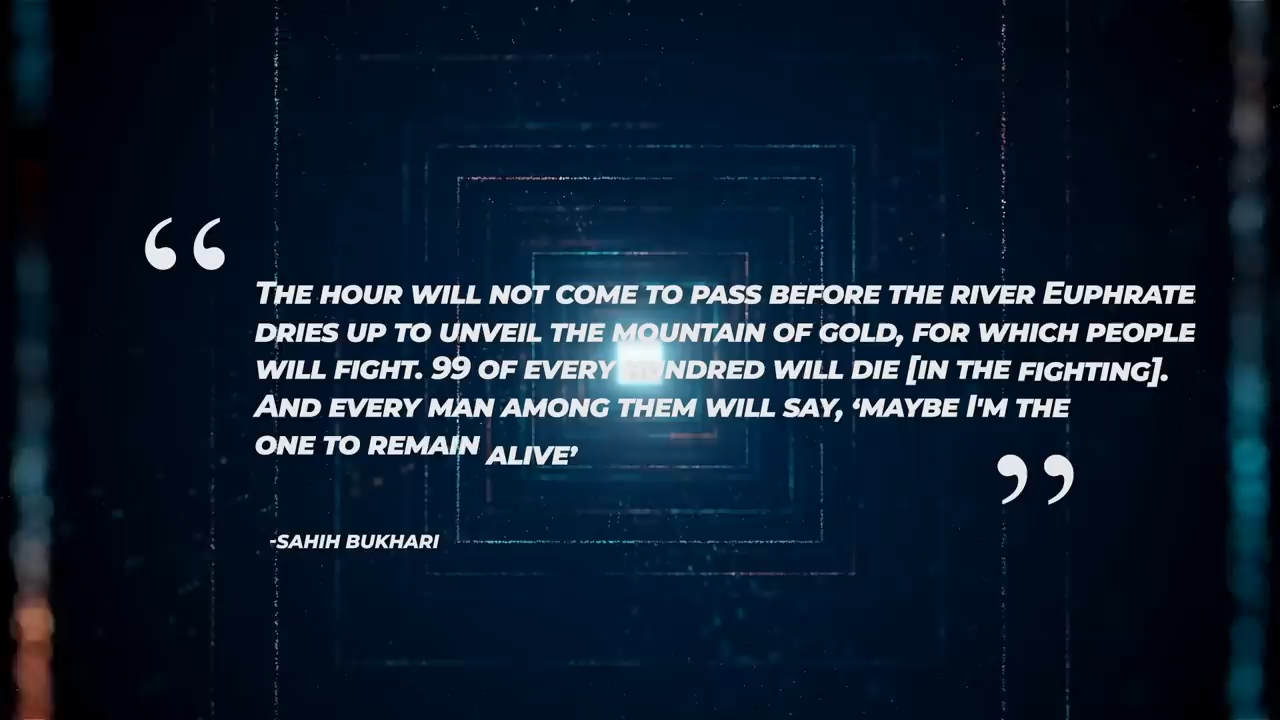 “
THE HOUR WILL NOT COME TO PASS BEFORE THE RIVER EUPHRATE
DRIES UP TO UNVEIL THE MOUNTAIN OF GOLD, FOR WHICH PEOPLE
WILL FIGHT. 99 OF EVERY HUNDRED WILL DIE [IN THE FIGHTING].
AND EVERY MAN AMONG THEM WILL SAY, ‘MAYBE I'M THE
ONE TO REMAIN ALIVE’
”
-SAHIH BUKHARI